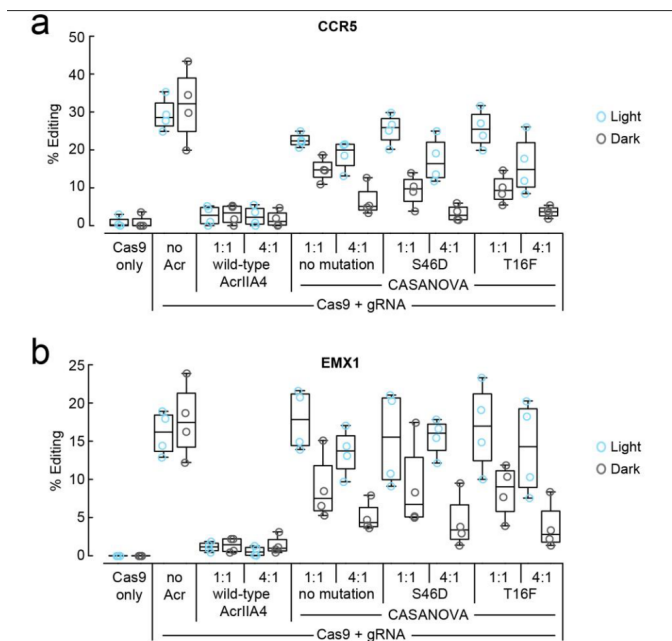 a
CCR5
% Editing
50
40
30
20
10
0
Light
Dark
1:1 4:1 1:1 4:1 1:1 4:1 1:1 4:1
Cas9 only
no Acr
wild-type AcrIIA4
no mutation
S46D
T16F
CASANOVA
Cas9 + gRNA
b
EMX1
% Editing
25
20
15
10
5
0
Light
Dark
1:1 4:1 1:1 4:1 1:1 4:1 1:1 4:1
Cas9 only
no Acr
wild-type AcrIIA4
no mutation
S46D
T16F
CASANOVA
Cas9 + gRNA